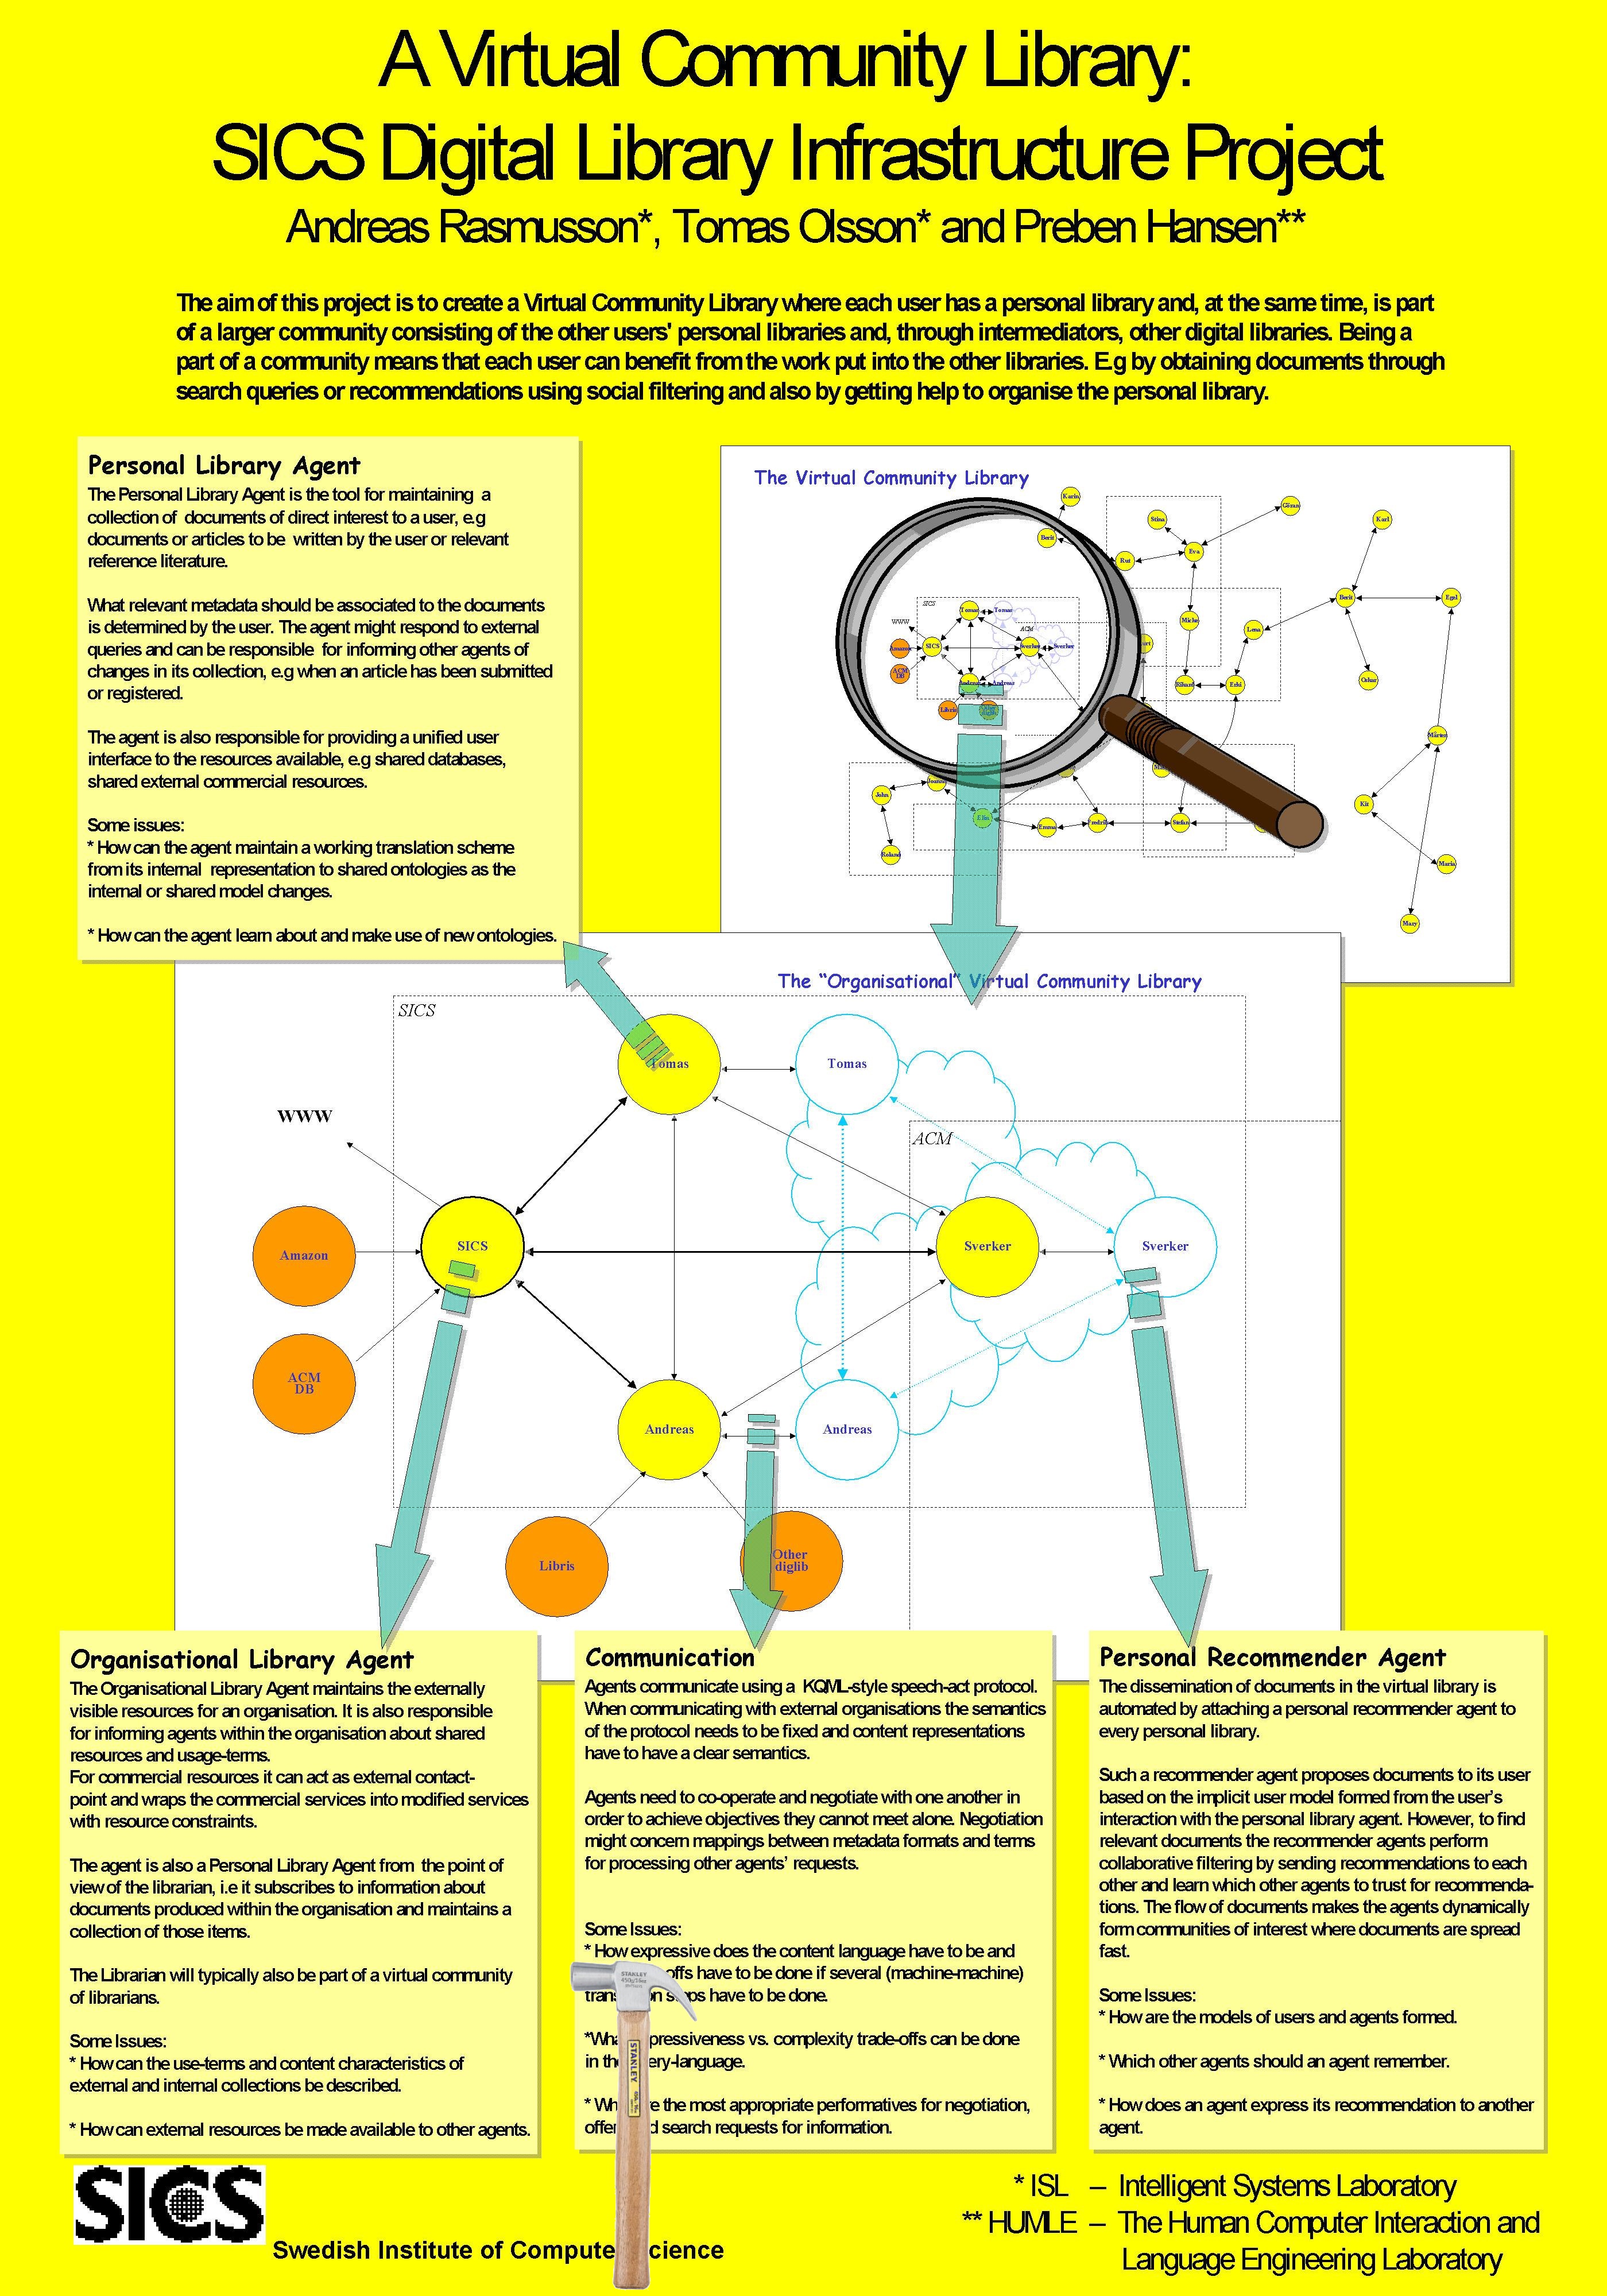 A Virtual Community Library:
SICS Digital Library Infrastructure Project
Andreas Rasmusson*, Tomas Olsson* and Preben Hansen**
The aim of this project is to create a Virtual Community Library where each user has a personal library and, at the same time, is part
of a larger community consisting of the other users' personal libraries and, through intermediators, other digital libraries. Being a
part of a community means that each user can benefit from the work put into the other libraries. E.g by obtaining documents through
search queries or recommendations using social filtering and also by getting help to organise the personal library.
Personal Library Agent
The Personal Library Agent is the tool for maintaining a
collection of documents of direct interest to a user, e.g
documents or articles to be written by the user or relevant
reference literature.
What relevant metadata should be associated to the documents
is determined by the user. The agent might respond to external
queries and can be responsible for informing other agents of
changes in its collection, e.g when an article has been submitted
or registered.
The agent is also responsible for providing a unified user
interface to the resources available, e.g shared databases,
shared external commercial resources.
Some issues:
* How can the agent maintain a working translation scheme
from its internal representation to shared ontologies as the
internal or shared model changes.
* How can the agent learn about and make use of new ontologies.
The Virtual Community Library
Karin
Berit
Stina
Göran
Rut
Eva
Karl
Berit
Egel
Micke
Lena
Rikard
Erki
Oskar
SICS
Tomas
Tomas
WWW
ACM
Amazon
SICS
Sverker
Sverker
ACM
DB
Andreas
Andreas
Libris
Mårten
John
Joanna
Elin
Emma
Fredrik
Stefan
Kit
Roland
Maria
Mary
The “Organisational” Virtual Community Library
SICS
Tomas
Tomas
WWW
ACM
Amazon
SICS
Sverker
Sverker
ACM
DB
Andreas
Andreas
Libris
Other
diglib
Organisational Library Agent
The Organisational Library Agent maintains the externally
visible resources for an organisation. It is also responsible
for informing agents within the organisation about shared
resources and usage-terms.
For commercial resources it can act as external contact-
point and wraps the commercial services into modified services
with resource constraints.
The agent is also a Personal Library Agent from the point of
view of the librarian, i.e it subscribes to information about
documents produced within the organisation and maintains a
collection of those items.
The Librarian will typically also be part of a virtual community
of librarians.
Some Issues:
* How can the use-terms and content characteristics of
external and internal collections be described.
* How can external resources be made available to other agents.
Communication
Agents communicate using a KQML-style speech-act protocol.
When communicating with external organisations the semantics
of the protocol needs to be fixed and content representations
have to have a clear semantics.
Agents need to co-operate and negotiate with one another in
order to achieve objectives they cannot meet alone. Negotiation
might concern mappings between metadata formats and terms
for processing other agents’ requests.
Some Issues:
* How expressive does the content language have to be and
offs have to be done if several (machine-machine)
have to be done.
vs. complexity trade-offs can be done
in
* the most appropriate performatives for negotiation,
search requests for information.
STANLEY
STANLEY
Personal Recommender Agent
The dissemination of documents in the virtual library is
automated by attaching a personal recommender agent to
every personal library.
Such a recommender agent proposes documents to its user
based on the implicit user model formed from the user’s
interaction with the personal library agent. However, to find
relevant documents the recommender agents perform
collaborative filtering by sending recommendations to each
other and learn which other agents to trust for recommenda-
tions. The flow of documents makes the agents dynamically
form communities of interest where documents are spread
fast.
Some Issues:
* How are the models of users and agents formed.
* Which other agents should an agent remember.
* How does an agent express its recommendation to another
agent.
SICS
Swedish Institute of Computer Science
* ISL – Intelligent Systems Laboratory
** HUMLE – The Human Computer Interaction and
Language Engineering Laboratory